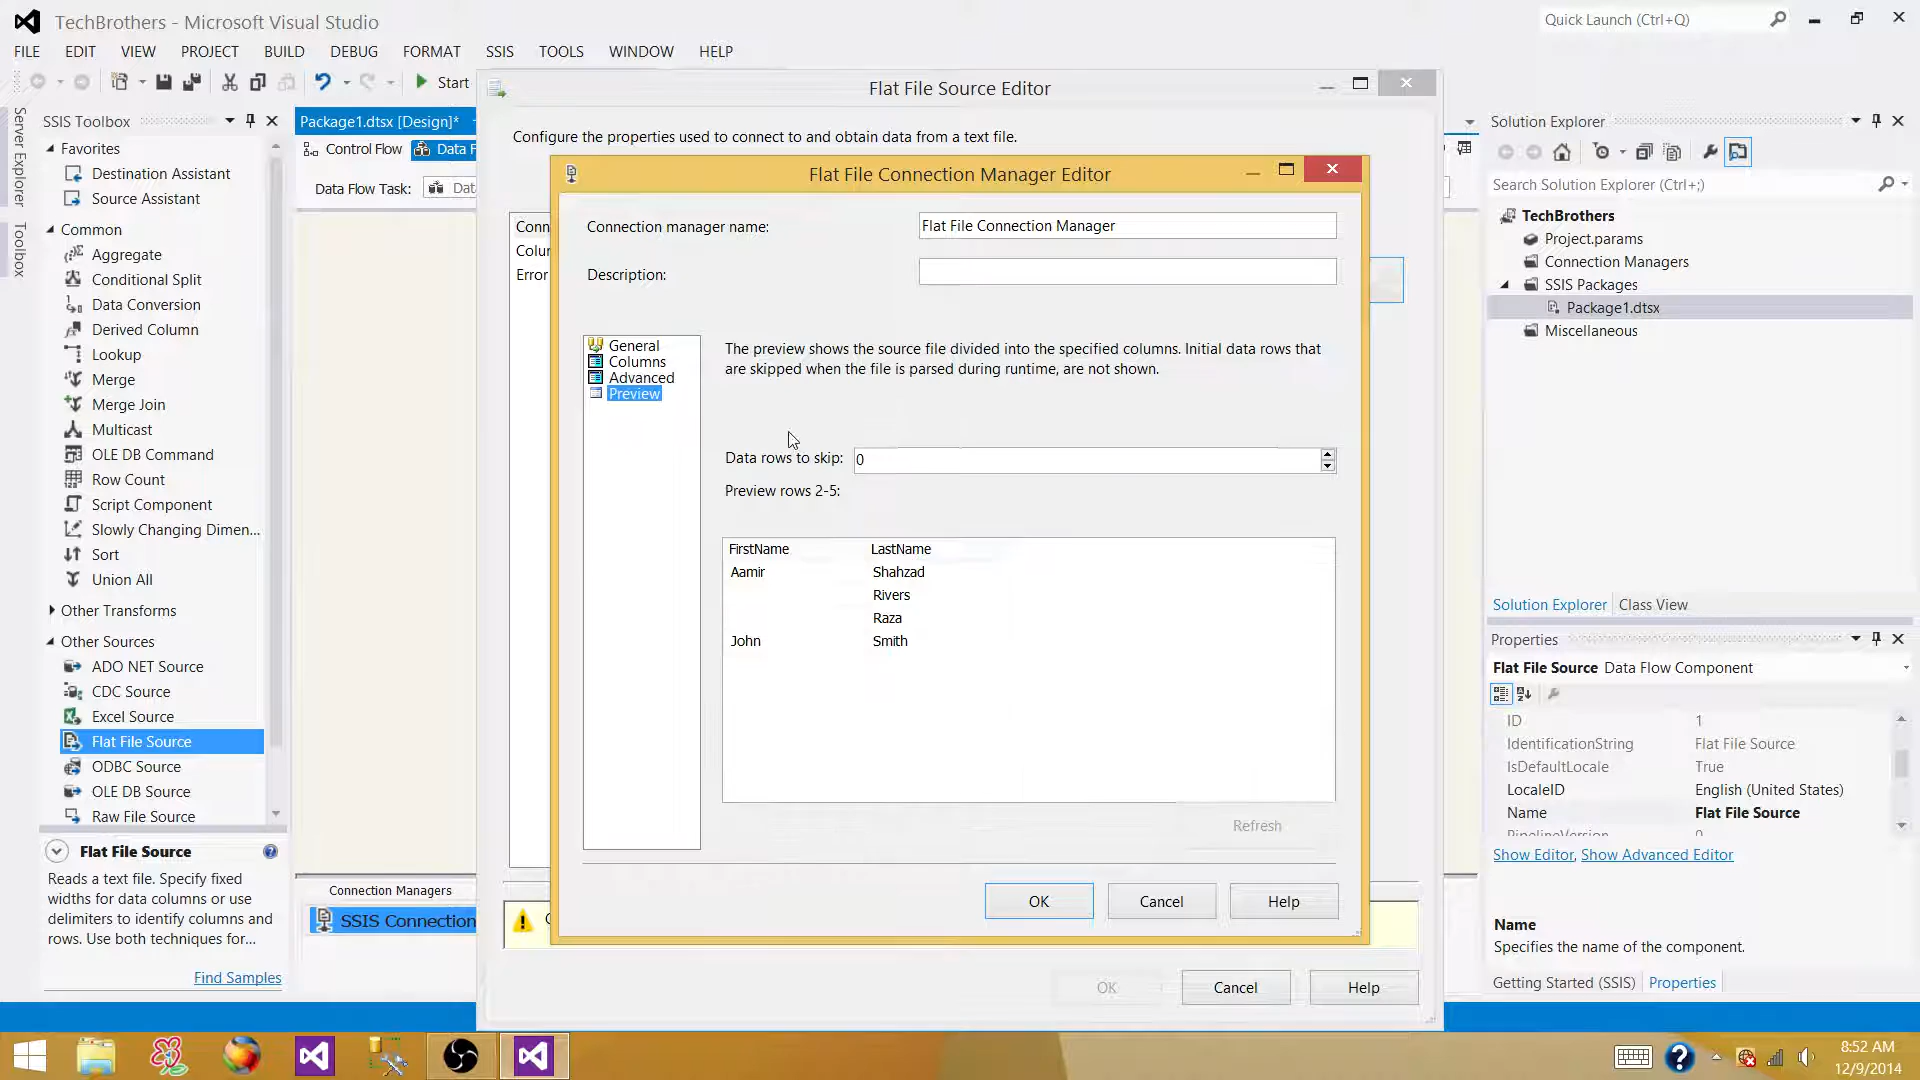 TechBrothers - Microsoft Visual Studio
Quick Launch (Ctrl+Q)
FILE EDIT VIEW PROJECT BUILD DEBUG FORMAT SSIS TOOLS WINDOW HELP
Start
Server Explorer
Toolbox
SSIS Toolbox
Favorites
Destination Assistant
Source Assistant
Common
Aggregate
Conditional Split
Data Conversion
Derived Column
Lookup
Merge
Merge Join
Multicast
OLE DB Command
Row Count
Script Component
Slowly Changing Dimen...
Sort
Union All
Other Transforms
Other Sources
ADO NET Source
CDC Source
Excel Source
Flat File Source
ODBC Source
OLE DB Source
Raw File Source
Flat File Source
Reads a text file. Specify fixed
widths for data columns or use
delimiters to identify columns and
rows. Use both techniques for...
Find Samples
Package1.dtsx [Design]*
Control Flow
Data F
Data Flow Task:
Dat
Connection Managers
SSIS Connection
Flat File Source Editor
Configure the properties used to connect to and obtain data from a text file.
Conn
Colur
Error
OK
Cancel
Help
Flat File Connection Manager Editor
Connection manager name:
Flat File Connection Manager
Description:
General
Columns
Advanced
Preview
The preview shows the source file divided into the specified columns. Initial data rows that
are skipped when the file is parsed during runtime, are not shown.
Data rows to skip: 0
Preview rows 2-5:
FirstName LastName
Aamir Shahzad
Rivers
Raza
John Smith
Refresh
OK
Cancel
Help
Solution Explorer
Search Solution Explorer (Ctrl+;)
TechBrothers
Project.params
Connection Managers
SSIS Packages
Package1.dtsx
Miscellaneous
Solution Explorer Class View
Properties
Flat File Source Data Flow Component
ID 1
IdentificationString Flat File Source
IsDefaultLocale True
LocaleID English (United States)
Name Flat File Source
PipelineVersion 0
Show Editor, Show Advanced Editor
Name
Specifies the name of the component.
Getting Started (SSIS) Properties
8:52 AM
12/9/2014